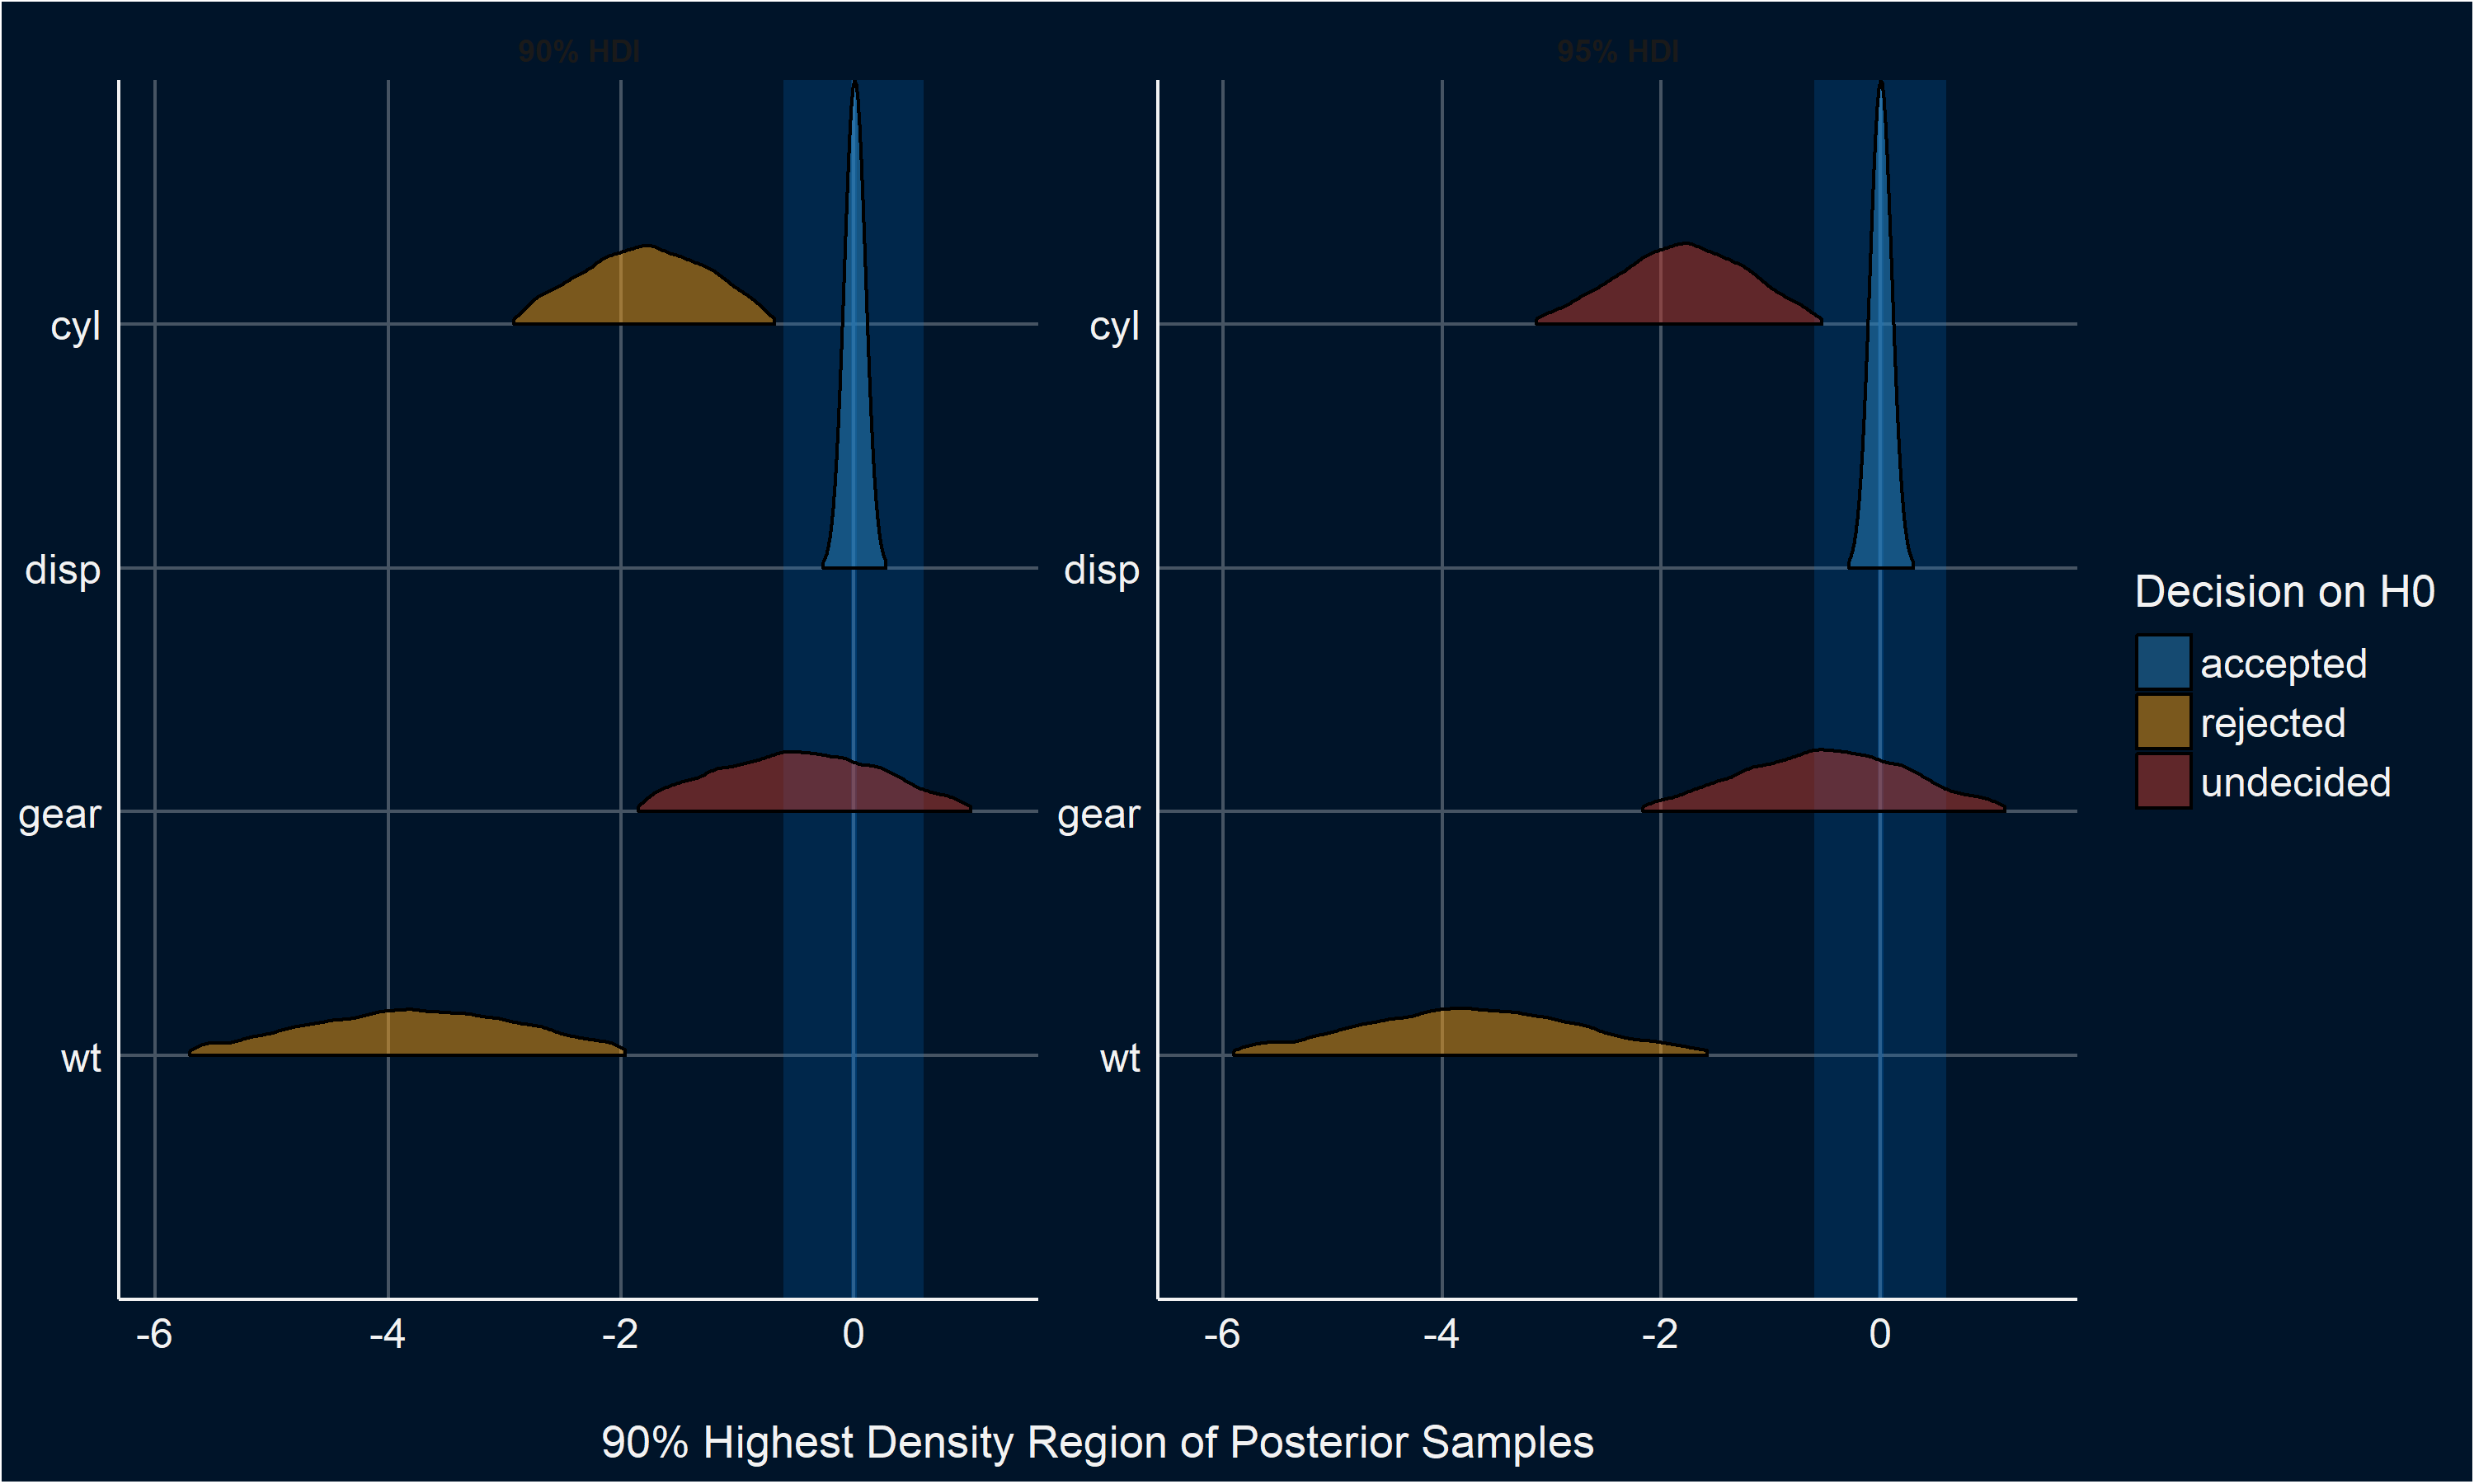 90% HDI
95% HDI
cyl
disp
gear
wt
-6 -4 -2 0
cyl
disp
gear
wt
-6 -4 -2 0
90% Highest Density Region of Posterior Samples
Decision on H0
accepted
rejected
undecided